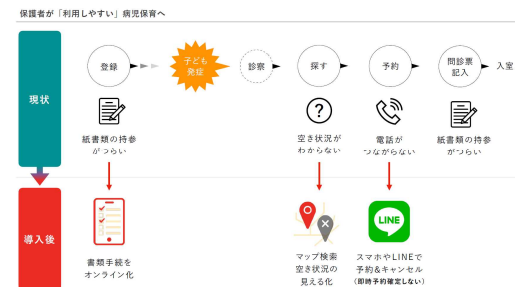 保護者が「利用しやすい」病児保育へ
現状
登録
子ども
発症
診察
探す
予約
問診票
記入
入室
紙書類の持参
がつらい
?
空き状況が
わからない
電話が
つながらない
紙書類の持参
がつらい
導入後
書類手続を
オンライン化
マップ検索
空き状況の
見える化
LINE
スマホやLINEで
予約&キャンセル
(即時予約確定しない)